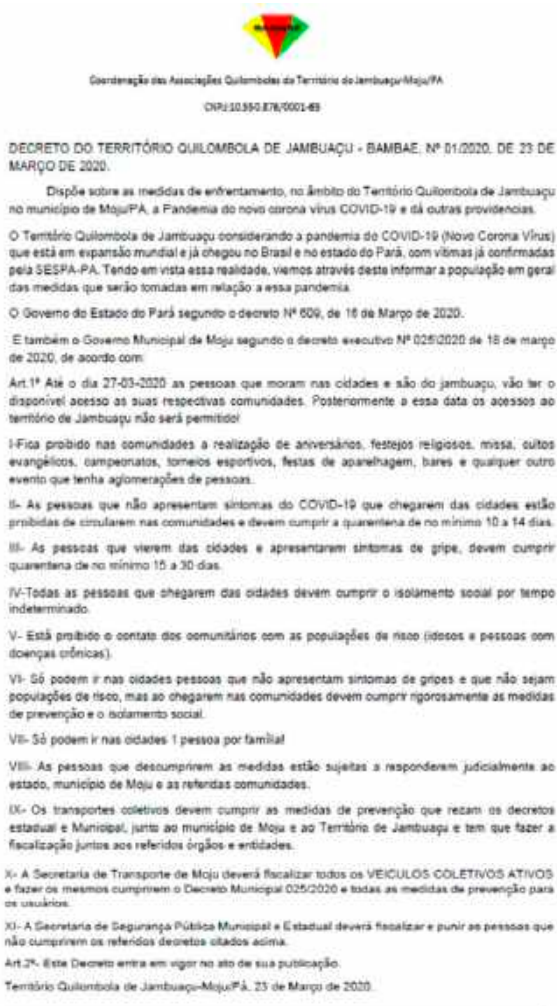 Coordenação das Associações Quilombolas do Território do Jambuaçu-Moju/PA
DECRETO DO TERRITÓRIO QUILOMBOLA DE JAMBUAÇU - BAMBAE, Nº 01/2020, DE 23 DE
MARÇO DE 2020.
Dispõe sobre as medidas de enfrentamento, no âmbito do Território Quilombola de Jambuaçu
no município de Moju/PA, a Pandemia do novo corona vírus COVID-19 e dá outras providencias.
O Território Quilombola de Jambuaçu considerando a pandemia do COVID-19 (Novo Corona Vírus)
que está em expansão mundial e já chegou no Brasil e no estado do Pará, com vítimas já confirmadas
pela SESPA-PA. Tendo em vista essa realidade, viemos através deste informar a população em geral
das medidas que serão tomadas em relação a essa pandemia.
O Governo do Estado do Pará segundo o decreto Nº 609, de 16 de Março de 2020.
E também o Governo Municipal de Moju segundo o decreto executivo Nº 025\2020 de 18 de março
de 2020, de acordo com:
Art.1º Até o dia 27-03-2020 as pessoas que moram nas cidades e são do jambuaçu, vão ter o
disponível acesso as suas respectivas comunidades. Posteriormente a essa data os acessos ao
território de Jambuaçu não será permitido!
I-Fica proibido nas comunidades a realização de aniversários, festejos religiosos, missa, cultos
evangélicos, campeonatos, torneios esportivos, festas de aparelhagem, bares e qualquer outro
evento que tenha aglomerações de pessoas.
II- As pessoas que não apresentam sintomas do COVID-19 que chegarem das cidades estão
proibidas de circularem nas comunidades e devem cumprir a quarentena de no mínimo 10 a 14 dias.
III- As pessoas que vierem das cidades e apresentarem sintomas de gripe, devem cumprir
quarentena de no mínimo 15 a 30 dias.
IV-Todas as pessoas que chegarem das cidades devem cumprir o isolamento social por tempo
indeterminado.
V- Está proibido o contato dos comunitários com as populações de risco (idosos e pessoas com
doenças crônicas).
VI- Só podem ir nas cidades pessoas que não apresentam sintomas de gripes e que não sejam
populações de risco, mas ao chegarem nas comunidades devem cumprir rigorosamente as medidas
de prevenção e o isolamento social.
VII- Só podem ir nas cidades 1 pessoa por família!
VIII- As pessoas que descumprirem as medidas estão sujeitas a responderem judicialmente ao
estado, município de Moju e as referidas comunidades.
IX- Os transportes coletivos devem cumprir as medidas de prevenção que rezam os decretos
estadual e Municipal, junto ao município de Moju e ao Território de Jambuaçu e tem que fazer a
fiscalização juntos aos referidos órgãos e entidades.
X- A Secretaria de Transporte de Moju deverá fiscalizar todos os VEICULOS COLETIVOS ATIVOS
e fazer os mesmos cumprirem o Decreto Municipal 025/2020 e todas as medidas de prevenção para
os usuários.
XI- A Secretaria de Segurança Pública Municipal e Estadual deverá fiscalizar e punir as pessoas que
não cumprirem os referidos decretos citados acima.
Art.2º- Este Decreto entra em vigor no ato de sua publicação.
Território Quilombola de Jambuaçu-Moju/PÁ, 23 de Março de 2020.